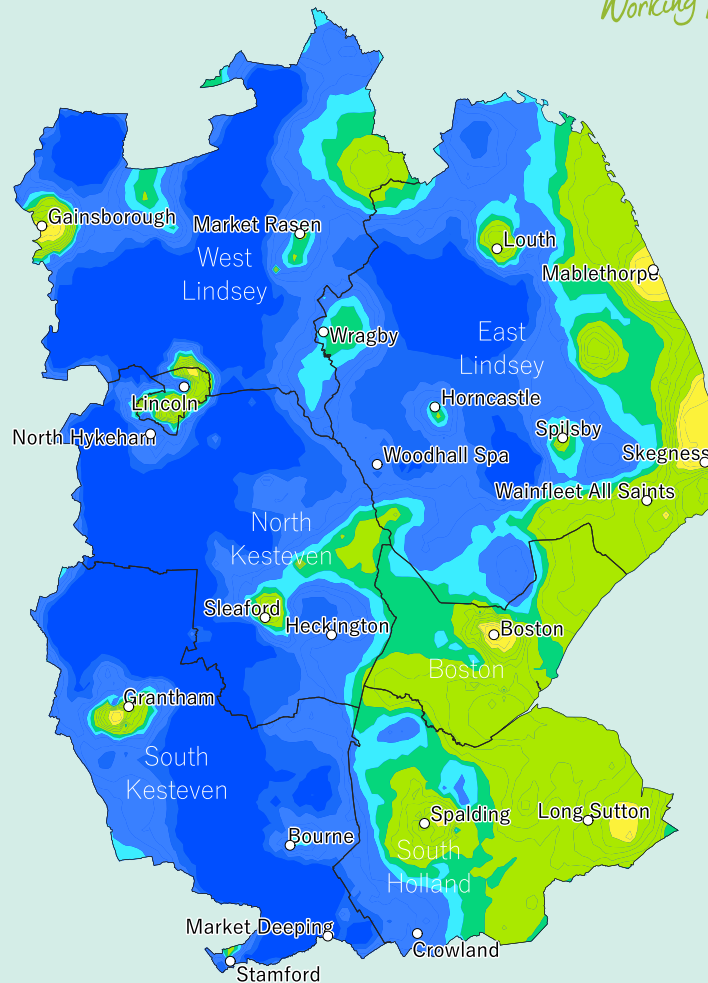 Working
Gainsborough
Market Rasen
West
Lindsey
Louth
Mablethorpe
Wragby
East
Lindsey
Lincoln
Horncastle
North Hykeham
Spilsby
Woodhall Spa
Skegness
Wainfleet All Saints
North
Kesteven
Sleaford
Heckington
Boston
Boston
Grantham
South
Kesteven
Spalding
Long Sutton
Bourne
South
Holland
Market Deeping
Crowland
Stamford